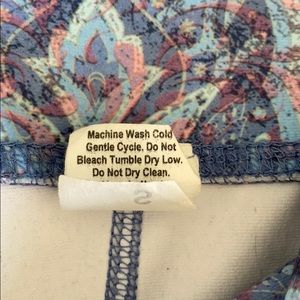 Machine Wash Cold
Gentle Cycle. Do Not
Bleach Tumble Dry Low.
Do Not Dry Clean.
S